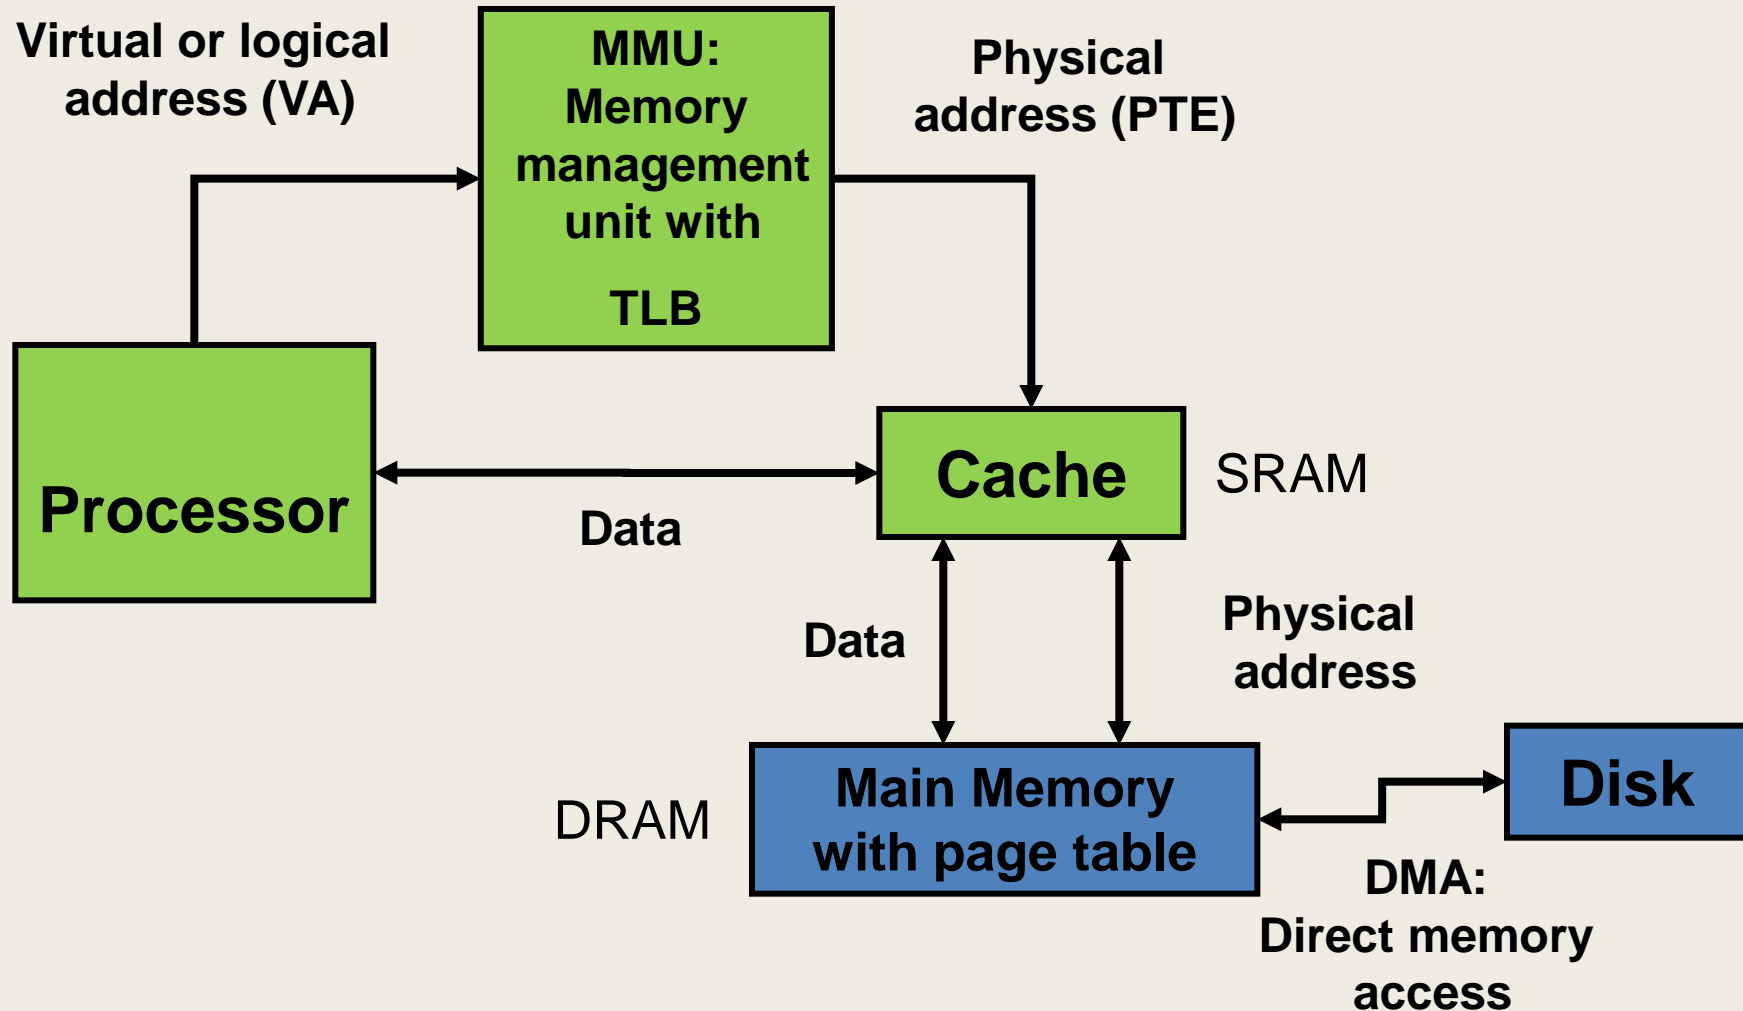 Virtual or logical
address (VA)
MMU:
Memory
management
unit with
TLB
Physical
address (PTE)
Processor
Data
Cache
SRAM
Data
Physical
address
DRAM
Main Memory
with page table
Disk
DMA:
Direct memory
access